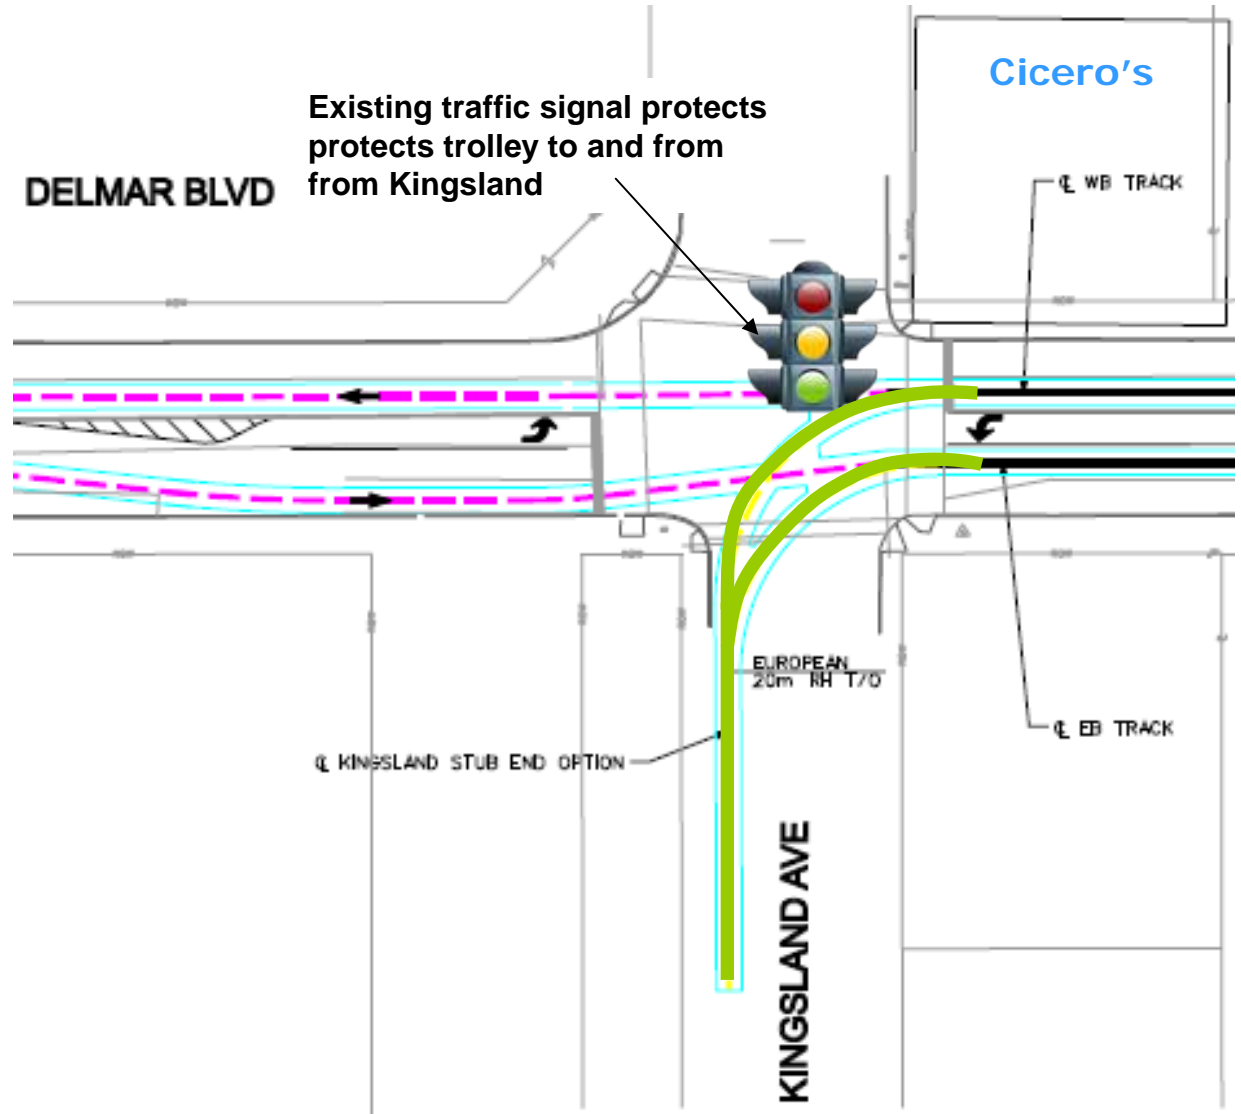 Cicero's
Existing traffic signal protects
protects trolley to and from
from Kingsland
DELMAR BLVD
℄ WB TRACK
EUROPEAN
20m RH T/O
℄ EB TRACK
℄ KINGSLAND STUB END OPTION
KINGSLAND AVE